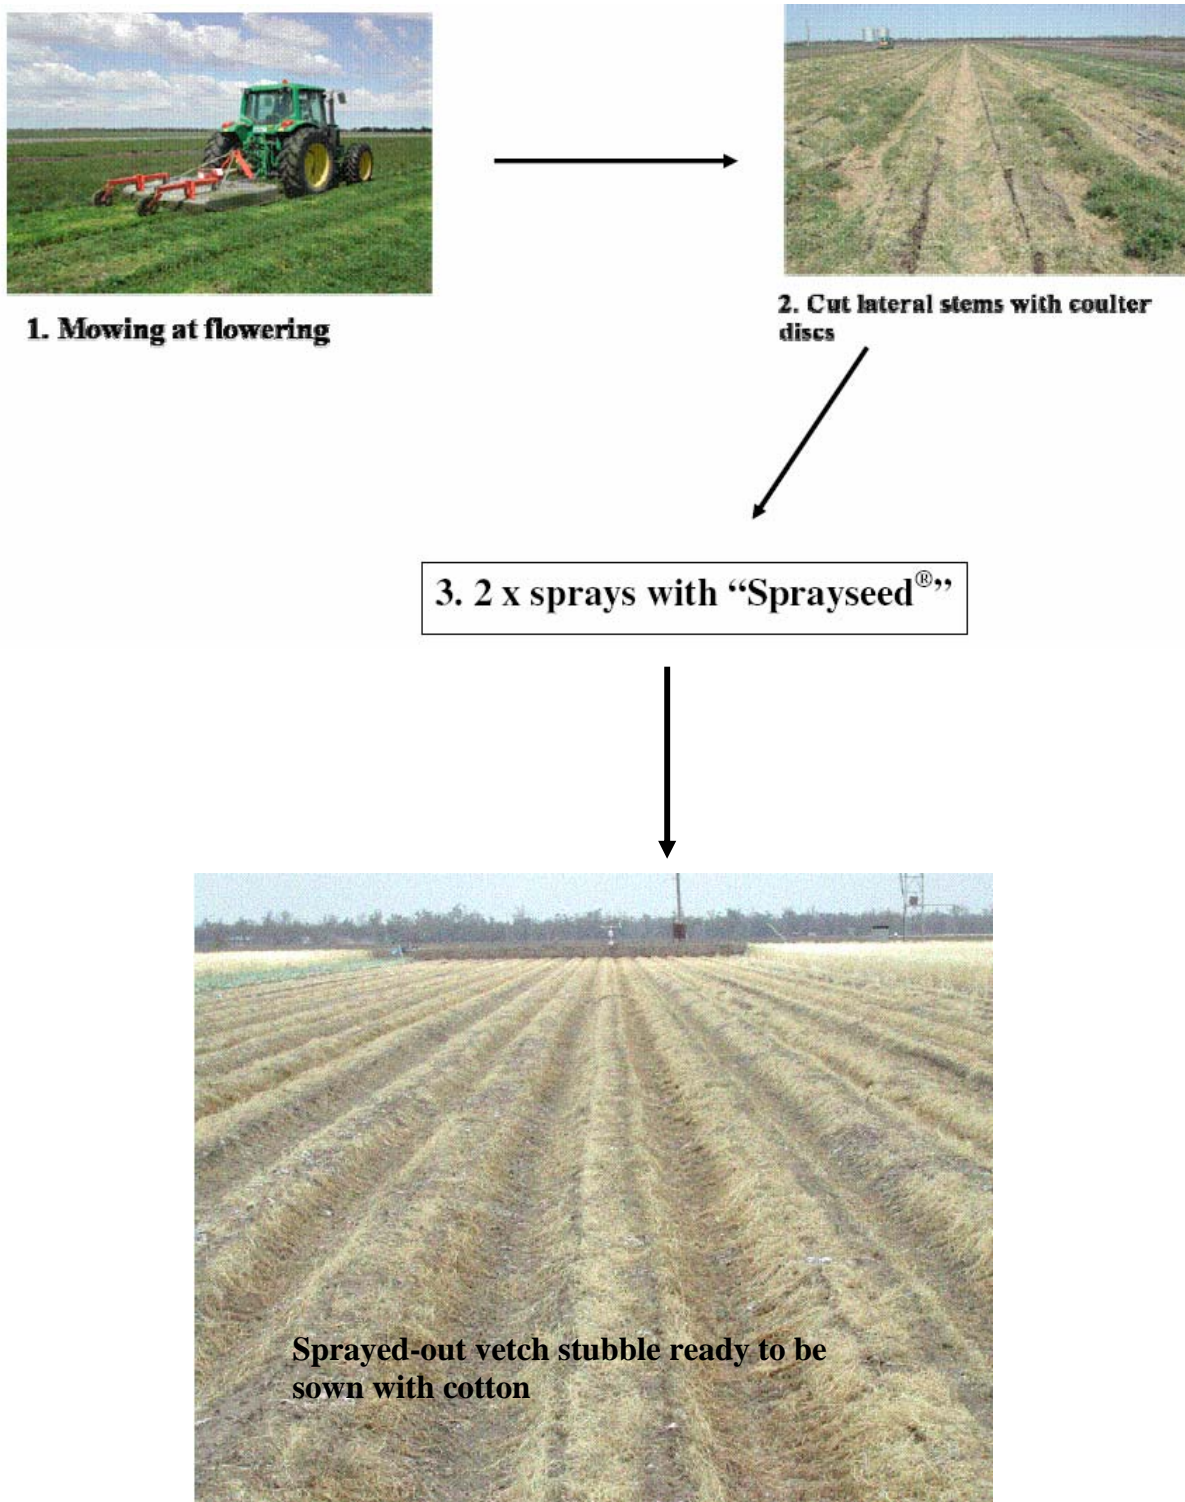 1. Mowing at flowering
2. Cut lateral stems with coulter
discs
3. 2 x sprays with “Sprayseed®”
Sprayed-out vetch stubble ready to be
sown with cotton